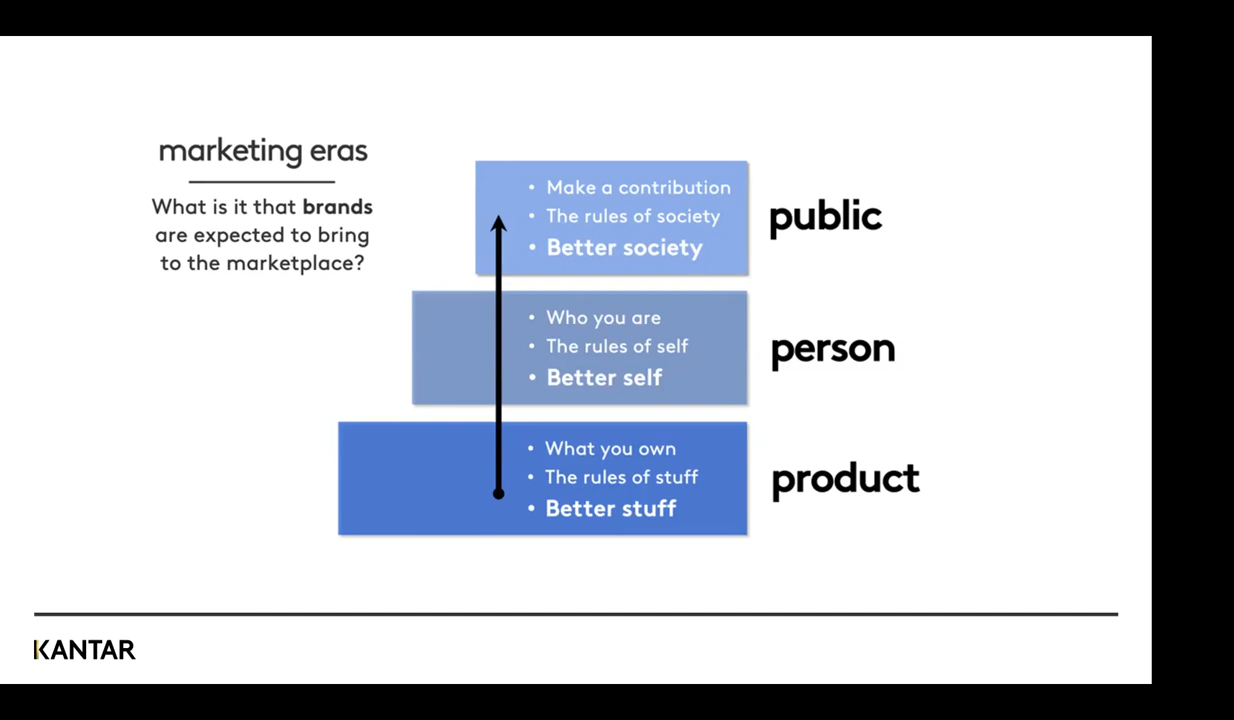 marketing eras
What is it that brands
are expected to bring
to the marketplace?
• Make a contribution
• The rules of society
• Better society
public
• Who you are
• The rules of self
• Better self
person
• What you own
• The rules of stuff
• Better stuff
product
KANTAR